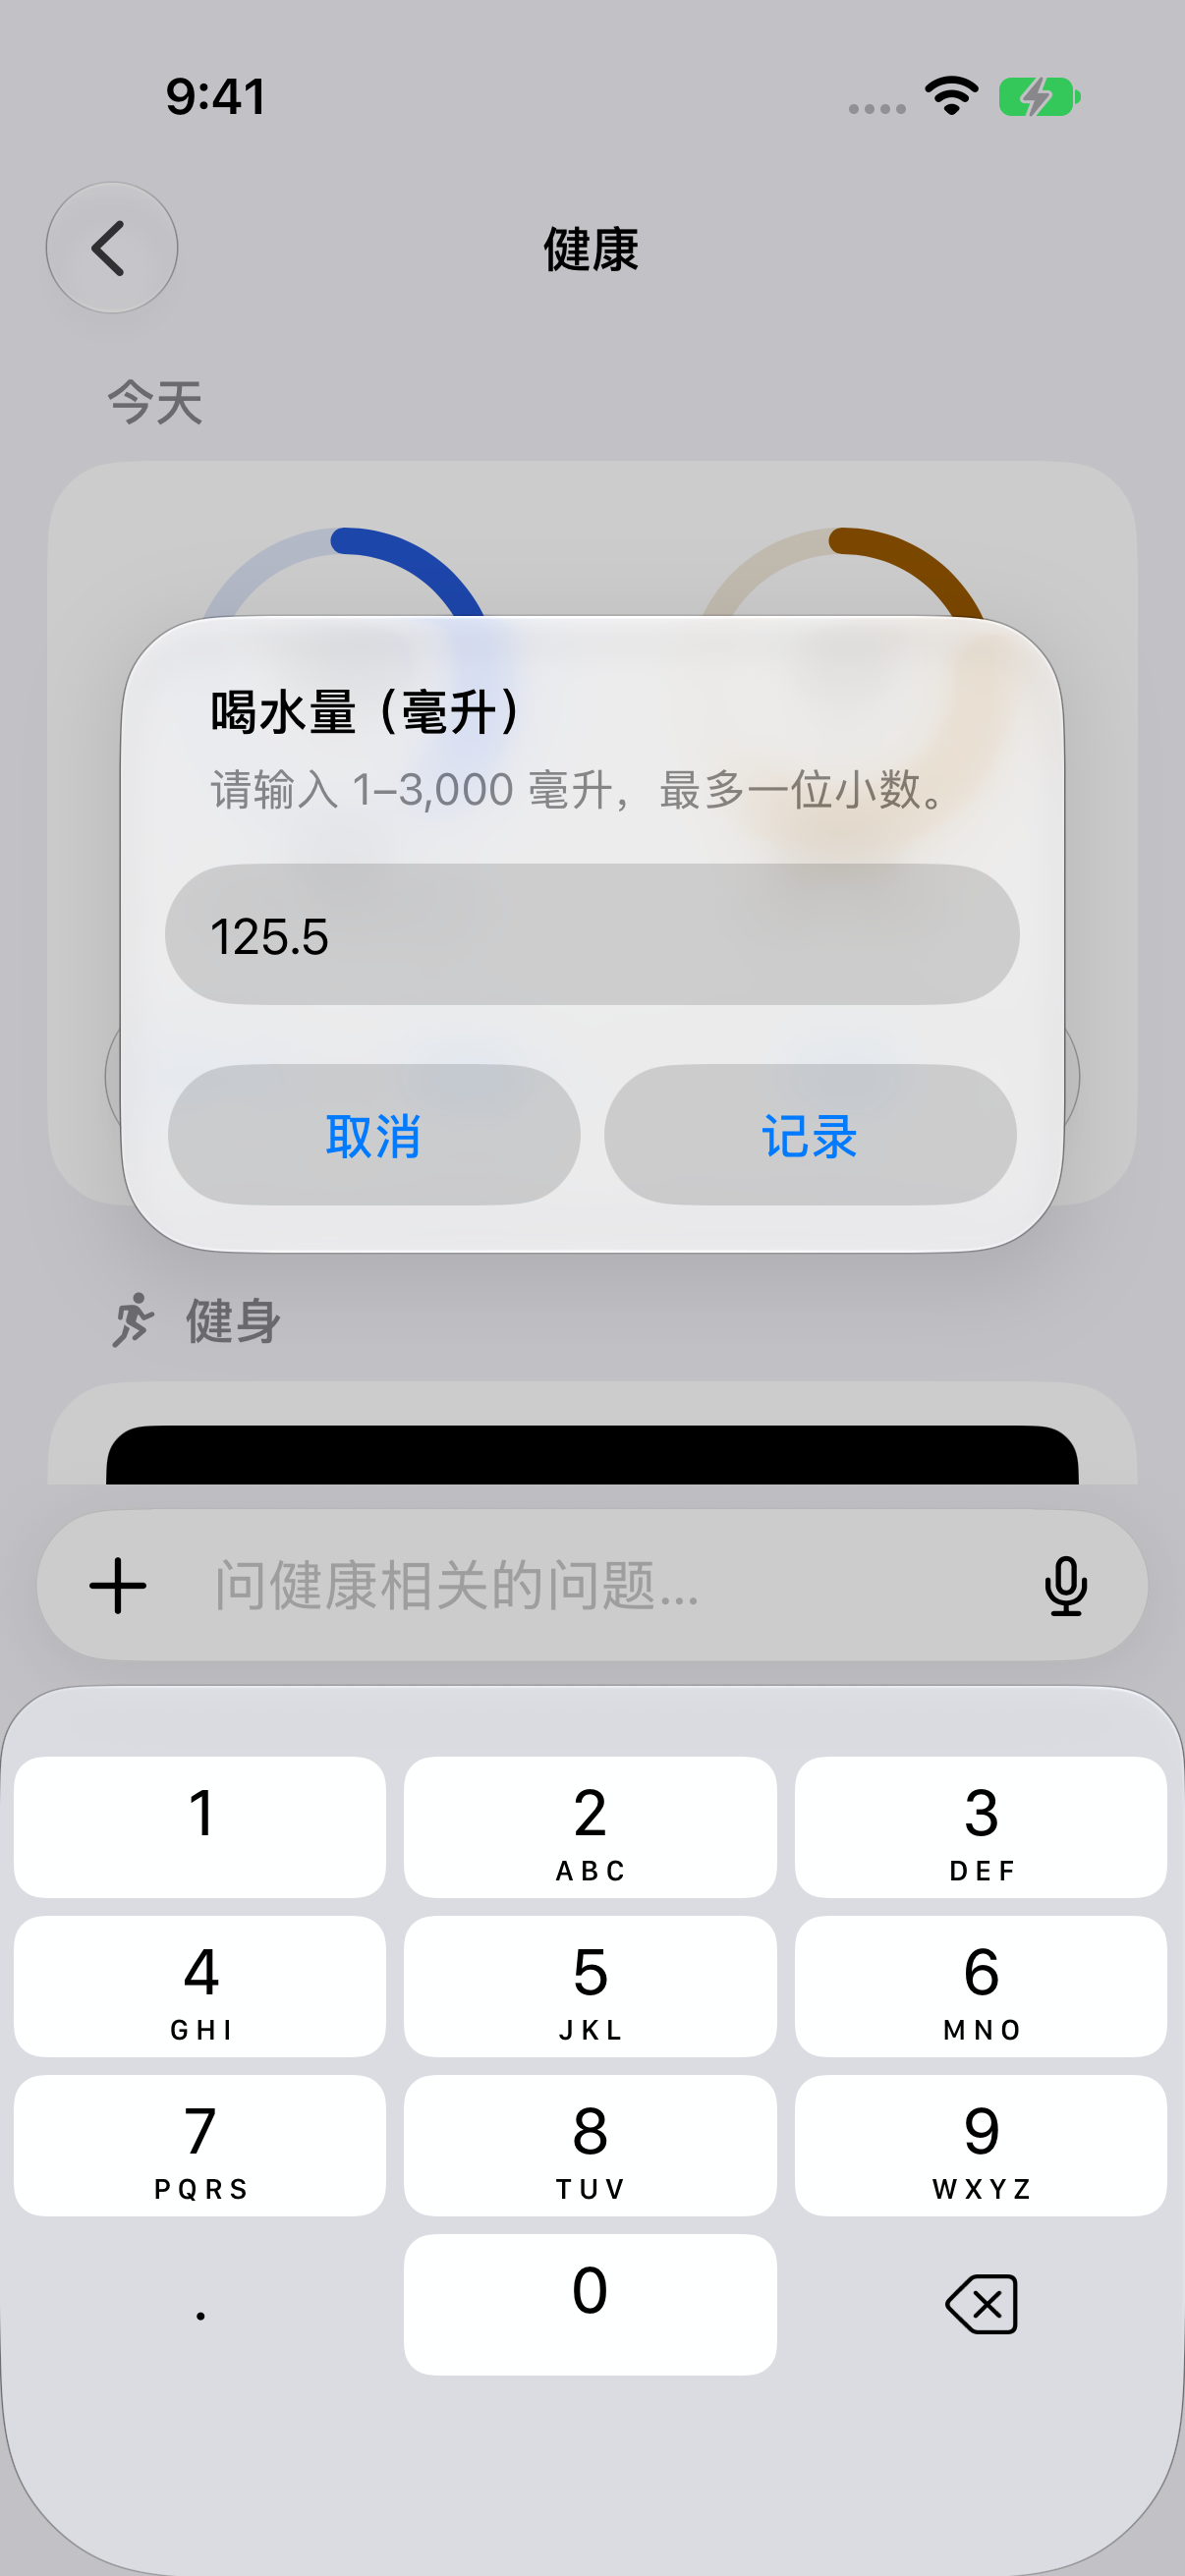 9:41
健康
今天
喝水量（毫升）
请输入 1–3,000 毫升，最多一位小数。
125.5
取消 记录
健身
问健康相关的问题...
1 2 3
ABC DEF
4 5 6
GHI JKL MNO
7 8 9
PQRS TUV WXYZ
. 0